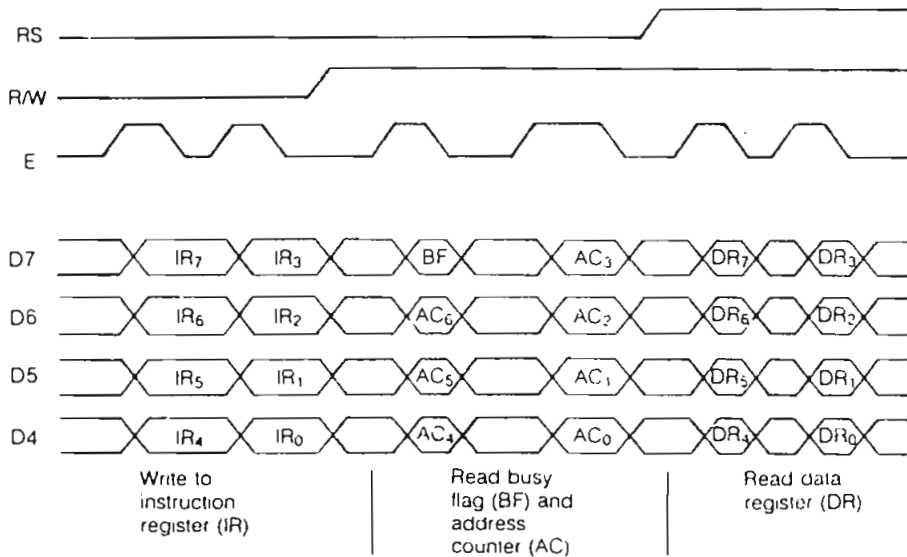 RS
R/W
E
D7 IR7 IR3 BF AC3 DR7 DR3
D6 IR6 IR2 AC6 AC2 DR6 DR2
D5 IR5 IR1 AC5 AC1 DR5 DR1
D4 IR4 IR0 AC4 AC0 DR4 DR0
Write to
instruction
register (IR)
Read busy
flag (BF) and
address
counter (AC)
Read data
register (DR)